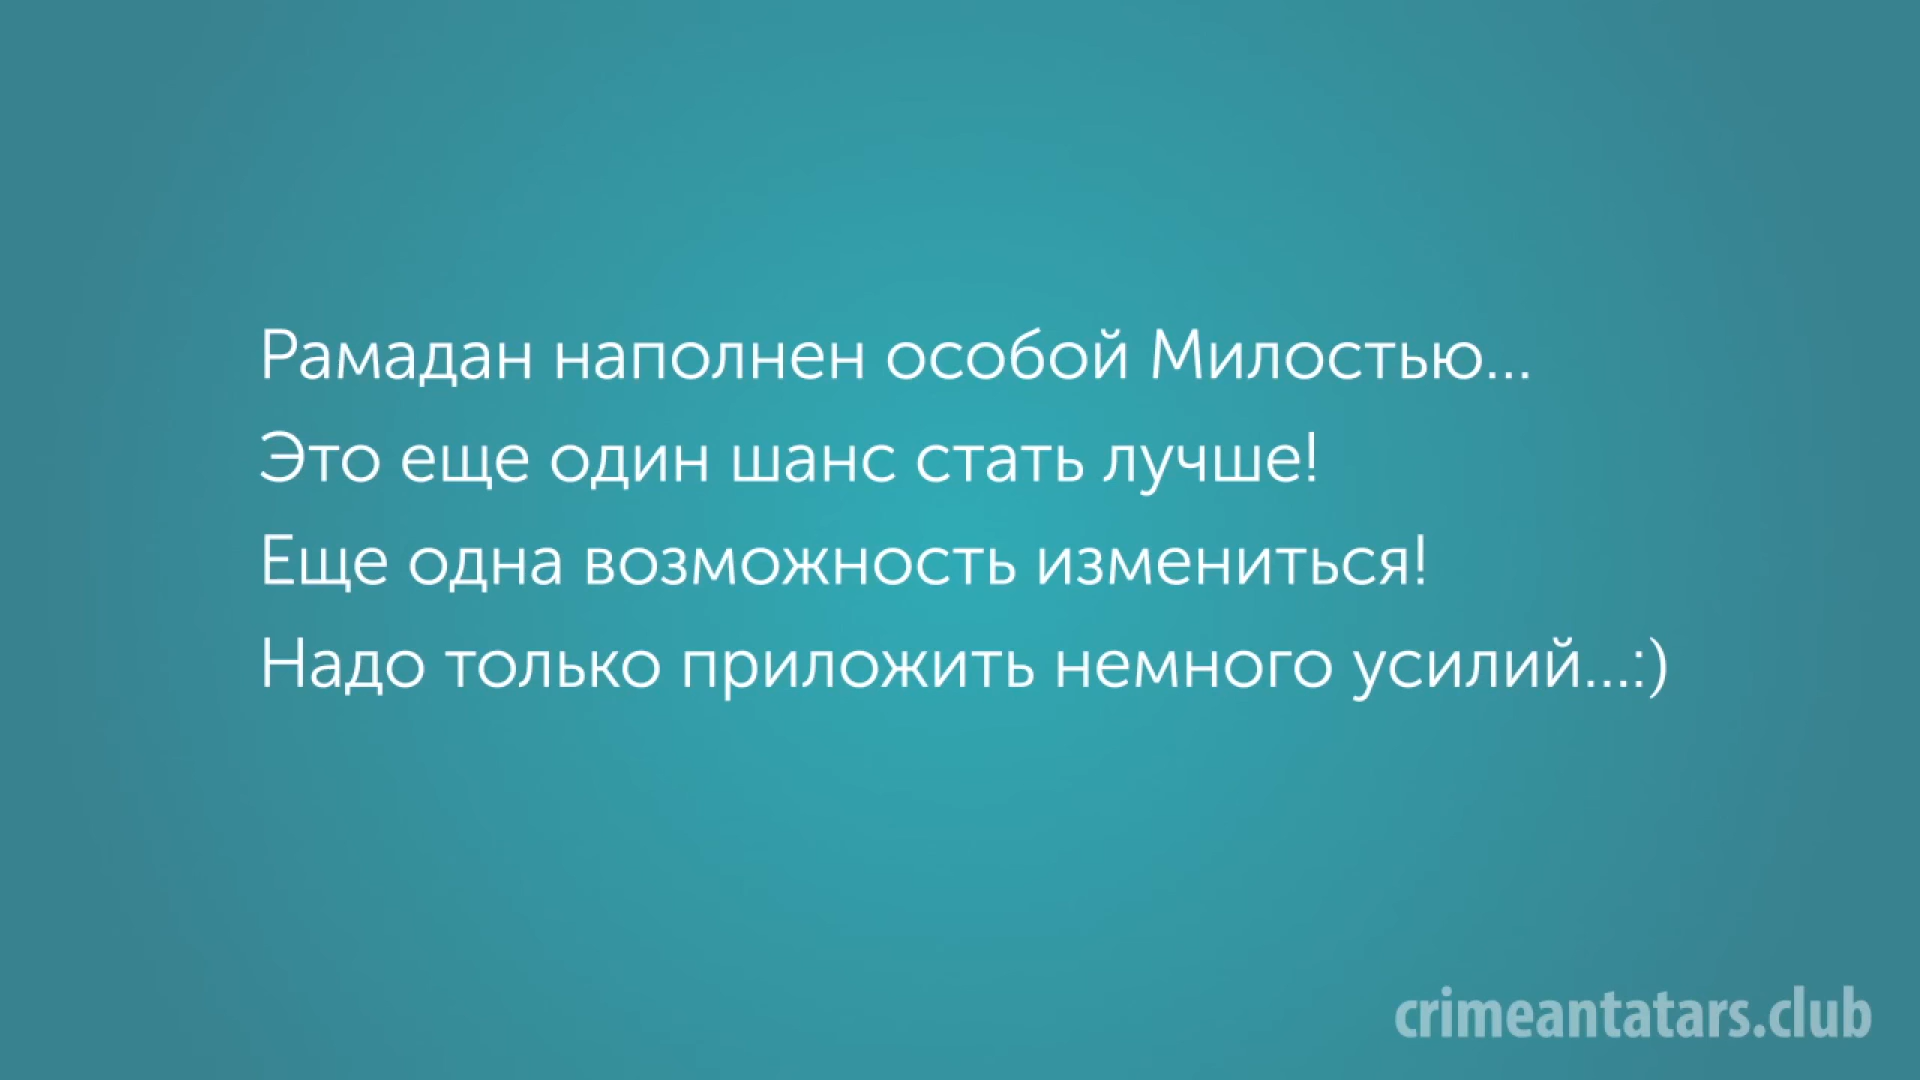 Рамадан наполнен особой Милостью...
Это еще один шанс стать лучше!
Еще одна возможность измениться!
Надо только приложить немного усилий...:)
crimeantatars.club